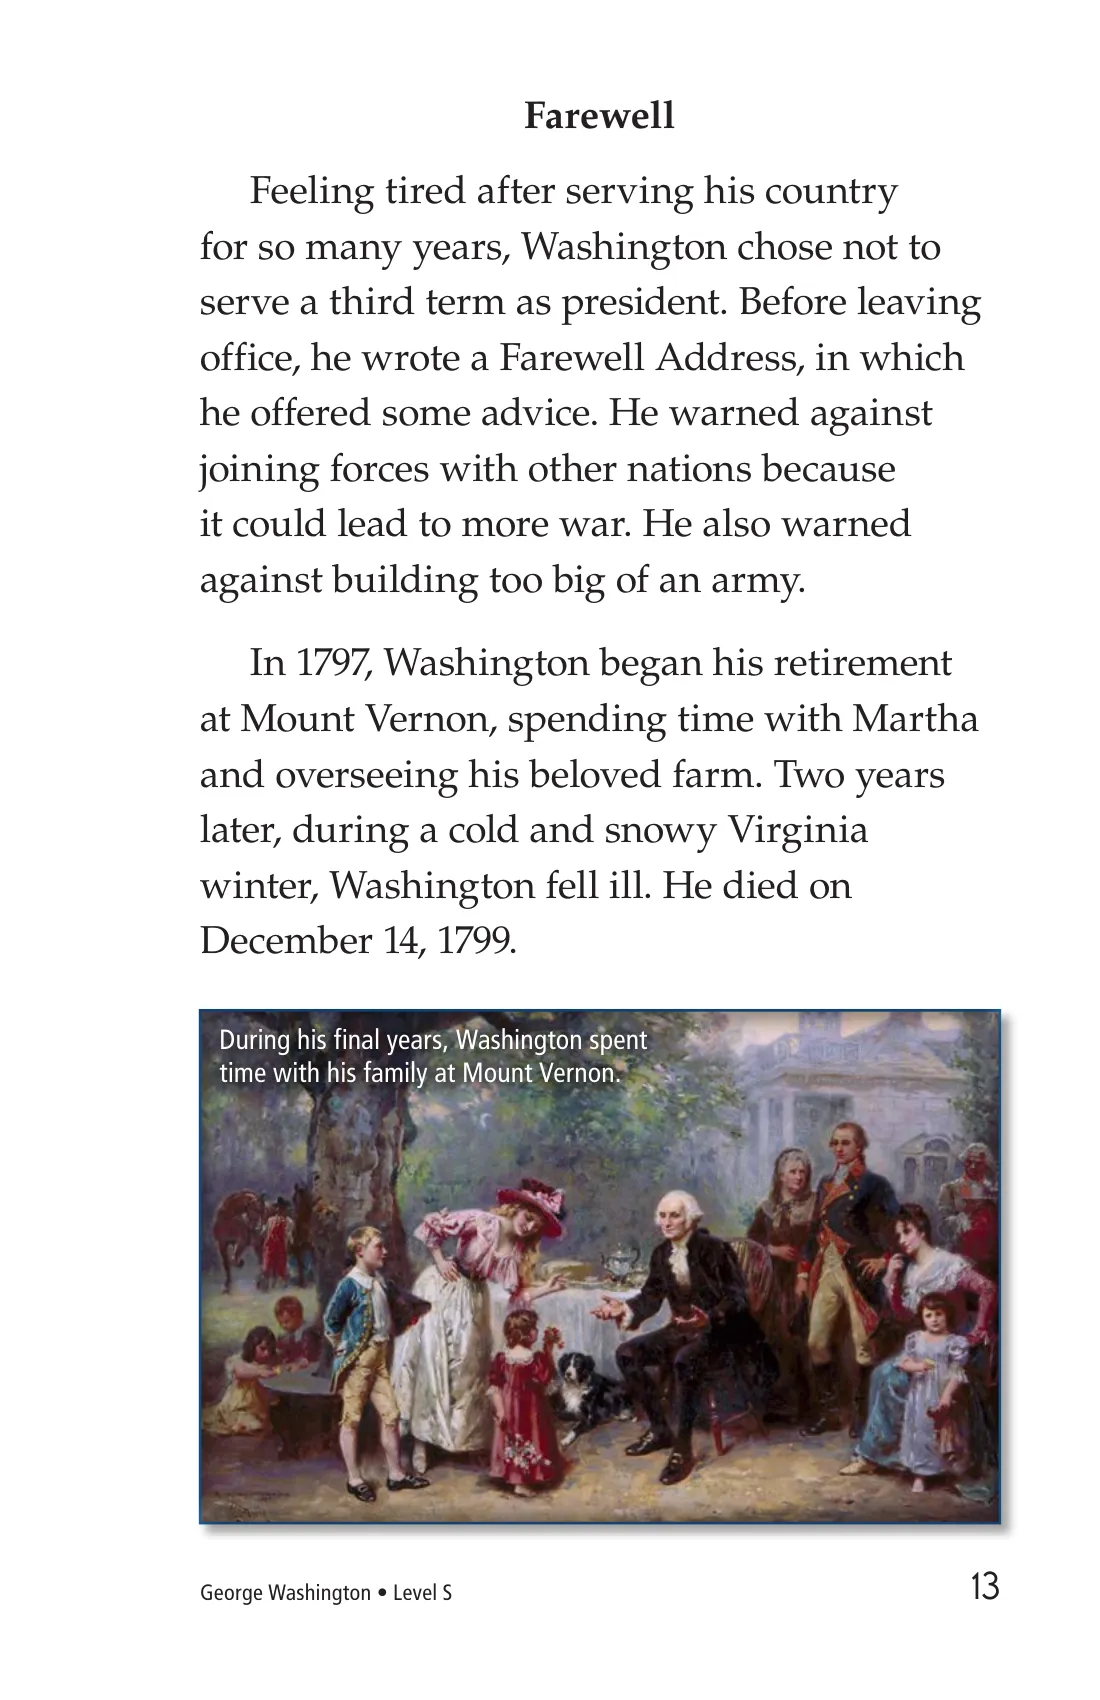 Farewell
Feeling tired after serving his country
for so many years, Washington chose not to
serve a third term as president. Before leaving
office, he wrote a Farewell Address, in which
he offered some advice. He warned against
joining forces with other nations because
it could lead to more war. He also warned
against building too big of an army.
In 1797, Washington began his retirement
at Mount Vernon, spending time with Martha
and overseeing his beloved farm. Two years
later, during a cold and snowy Virginia
winter, Washington fell ill. He died on
December 14, 1799.
During his final years, Washington spent
time with his family at Mount Vernon.
George Washington • Level S
13